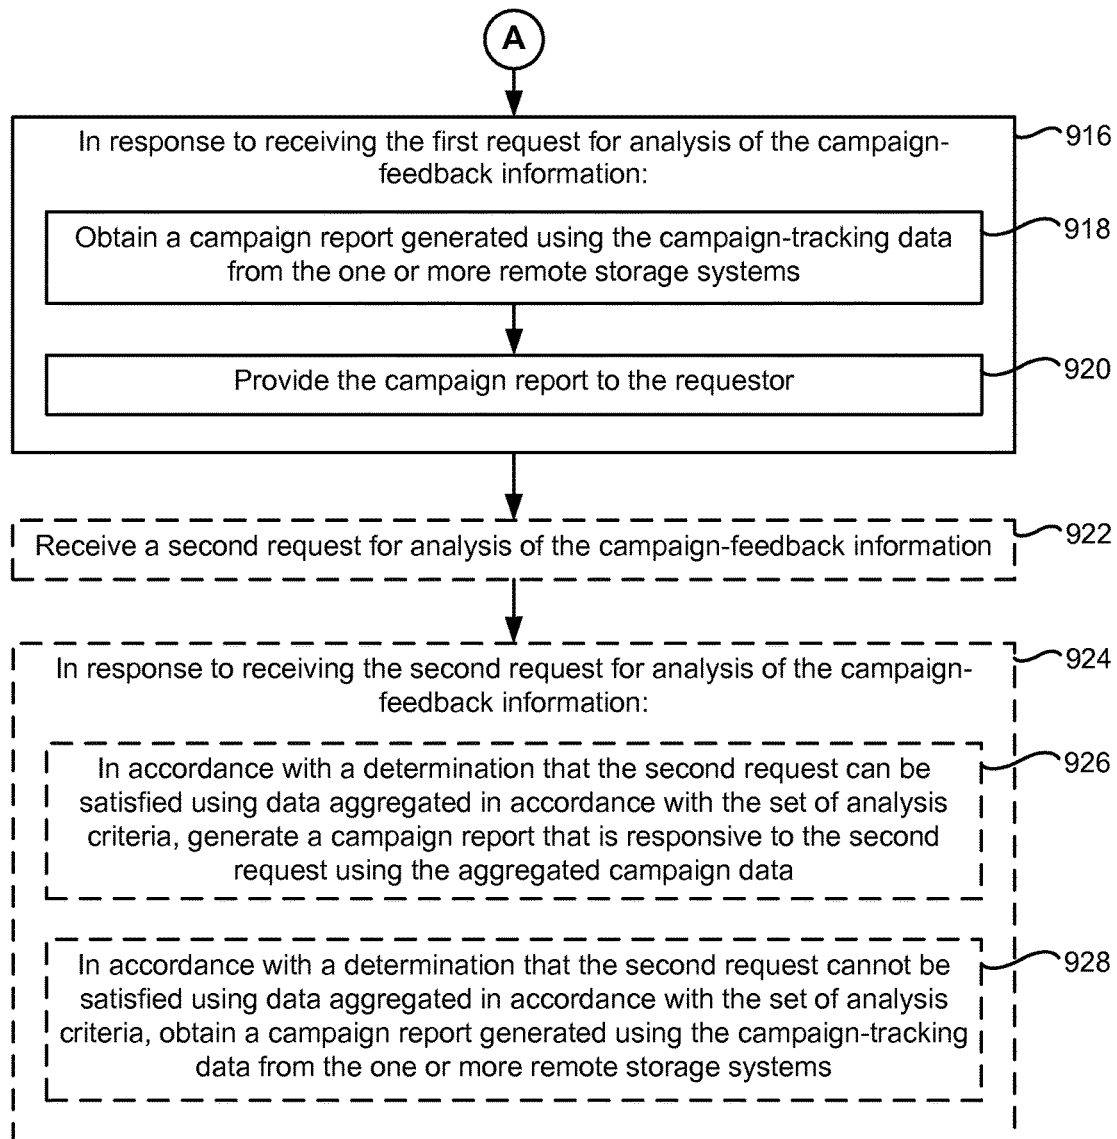 A
In response to receiving the first request for analysis of the campaign-
feedback information:
916
Obtain a campaign report generated using the campaign-tracking data
from the one or more remote storage systems
918
Provide the campaign report to the requestor
920
Receive a second request for analysis of the campaign-feedback information
922
In response to receiving the second request for analysis of the campaign-
feedback information:
924
In accordance with a determination that the second request can be
satisfied using data aggregated in accordance with the set of analysis
criteria, generate a campaign report that is responsive to the second
request using the aggregated campaign data
926
In accordance with a determination that the second request cannot be
satisfied using data aggregated in accordance with the set of analysis
criteria, obtain a campaign report generated using the campaign-tracking
data from the one or more remote storage systems
928